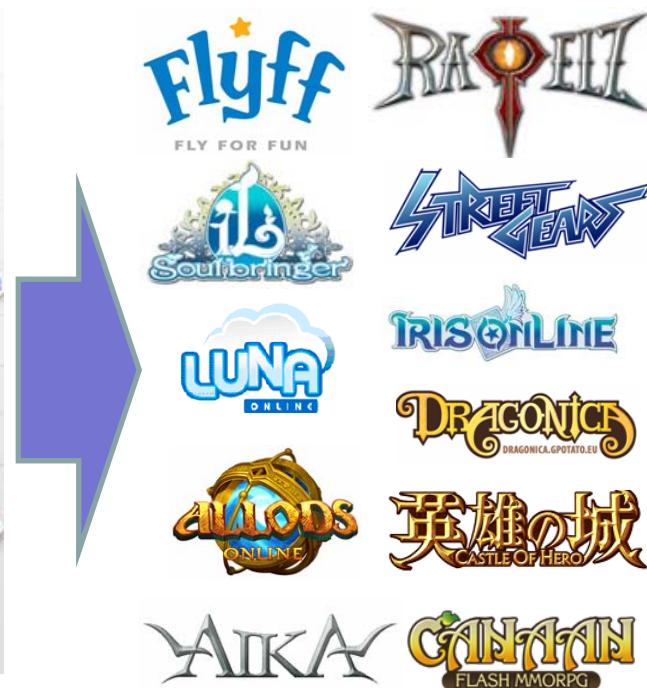 Flyff
FLY FOR FUN
RAPPELZ
iL
Soulbringer
STREET
GEARS
LUNA
ONLINE
IRIS ONLINE
DRAGONICA
DRAGONICA.GPOTATO.EU
ALLODS
ONLINE
英雄の城
CASTLE OF HERO
AIKA
CANAAN
FLASH MMORPG